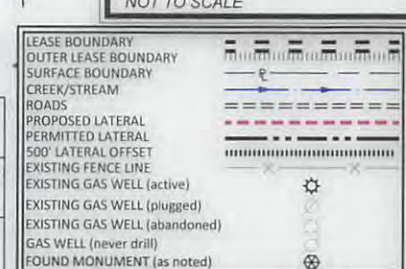 NOT TO SCALE
LEASE BOUNDARY
OUTER LEASE BOUNDARY
SURFACE BOUNDARY
CREEK/STREAM
ROADS
PROPOSED LATERAL
PERMITTED LATERAL
500' LATERAL OFFSET
EXISTING FENCE LINE
EXISTING GAS WELL (active)
EXISTING GAS WELL (plugged)
EXISTING GAS WELL (abandoned)
GAS WELL (never drill)
FOUND MONUMENT (as noted)